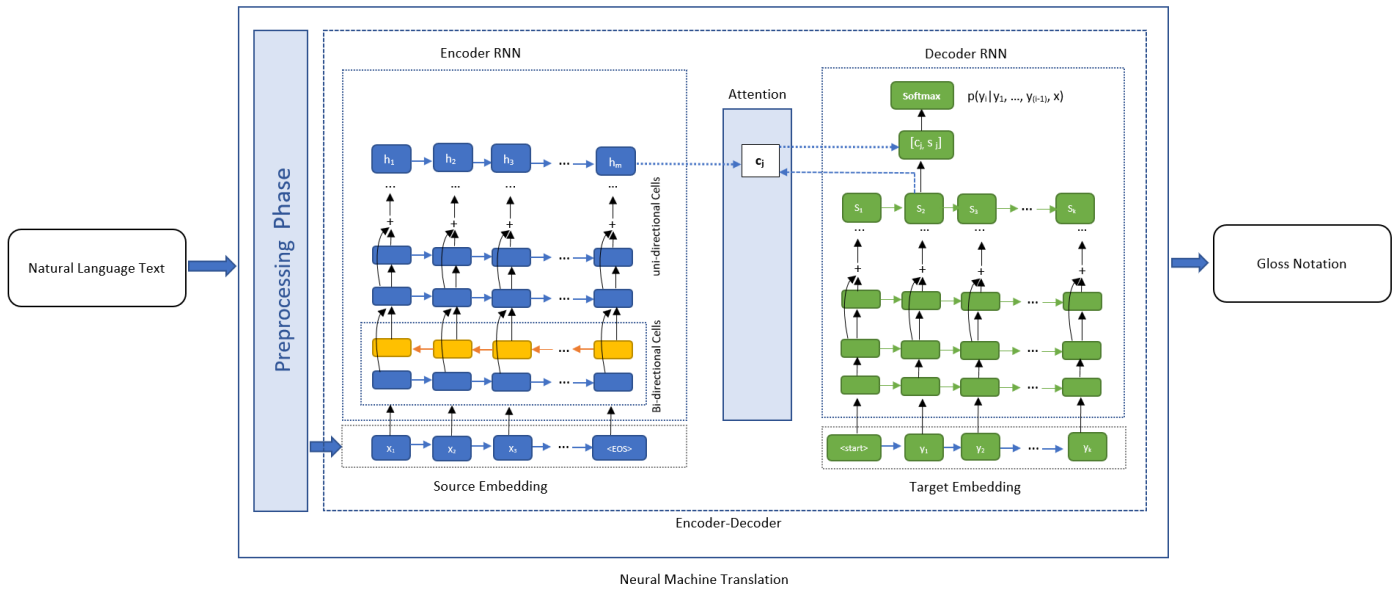 Encoder RNN
Decoder RNN
Attention
Softmax
p(yᵢ|y₁, ..., y₍ᵢ₋₁₎, x)
[cⱼ, sⱼ]
h₁
h₂
h₃
...
hₘ
cⱼ
... ... ... ...
S₁
S₂
S₃
...
Sₖ
... ... ... ...
+ + + +
+ + + +
uni-directional Cells
...
...
Bi-directional Cells
...
...
...
...
...
Preprocessing Phase
Natural Language Text
Gloss Notation
X₁
X₂
X₃
...
<EOS>
<start>
y₁
y₂
...
yₖ
Source Embedding
Target Embedding
Encoder-Decoder
Neural Machine Translation